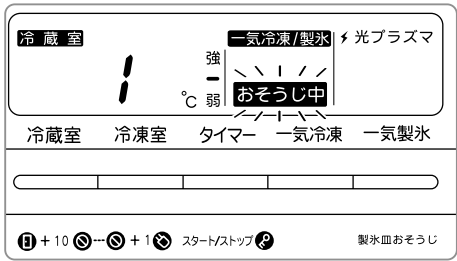 冷蔵室 一気冷凍/製氷 光プラズマ
強
1
℃ 弱 おそうじ中
冷蔵室 冷凍室 タイマー 一気冷凍 一気製氷
+10 +1 スタート/ストップ 製氷皿おそうじ